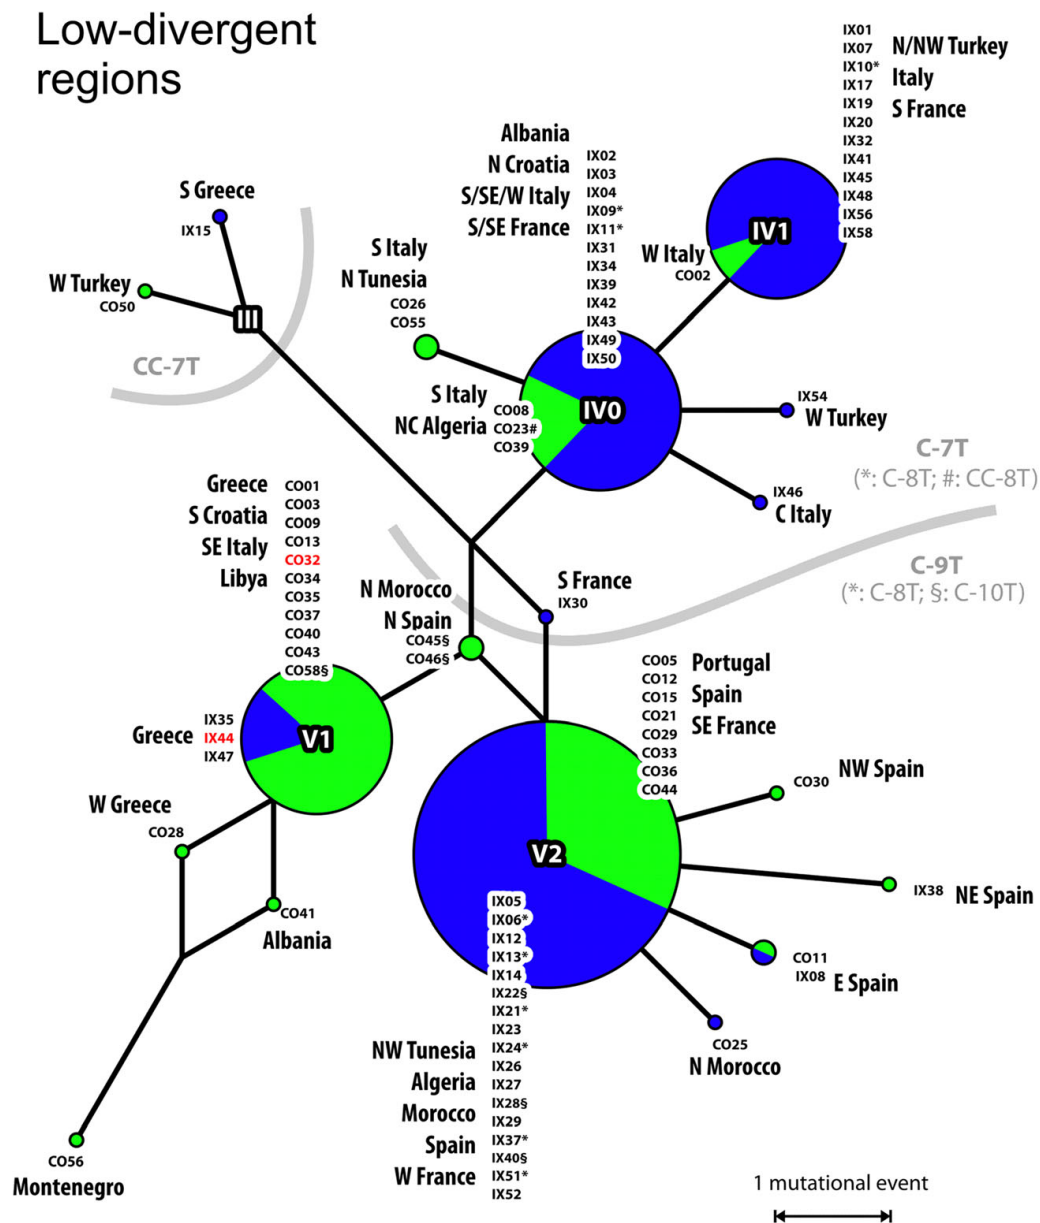 Low-divergent
regions
IX01
IX07
IX10*
IX17
IX19
IX20
IX32
IX41
IX45
IX48
IX56
IX58
N/NW Turkey
Italy
S France
IV1
W Italy
CO02
Albania
N Croatia
S/SE/W Italy
S/SE France
IX02
IX03
IX04
IX09*
IX11*
IX31
IX34
IX39
IX42
IX43
IX49
IX50
S Greece
IX15
W Turkey
CO50
III
CC-7T
S Italy
N Tunesia
CO26
CO55
S Italy
NC Algeria
CO08
CO23#
CO39
IV0
IX54
W Turkey
IX46
C Italy
C-7T
(*: C-8T; #: CC-8T)
C-9T
(*: C-8T; §: C-10T)
Greece
S Croatia
SE Italy
Libya
CO01
CO03
CO09
CO13
CO32
CO34
CO35
CO37
CO40
CO43
CO58§
N Morocco
N Spain
CO45§
CO46§
S France
IX30
Greece
IX35
IX44
IX47
V1
W Greece
CO28
CO41
Albania
CO56
Montenegro
CO05
CO12
CO15
CO21
CO29
CO33
CO36
CO44
Portugal
Spain
SE France
V2
CO30
NW Spain
IX38
NE Spain
CO11
IX08
E Spain
CO25
N Morocco
IX05
IX06*
IX12
IX13*
IX14
IX22§
IX21*
IX23
IX24*
IX26
IX27
IX28§
IX29
IX37*
IX40§
IX51*
IX52
NW Tunesia
Algeria
Morocco
Spain
W France
1 mutational event